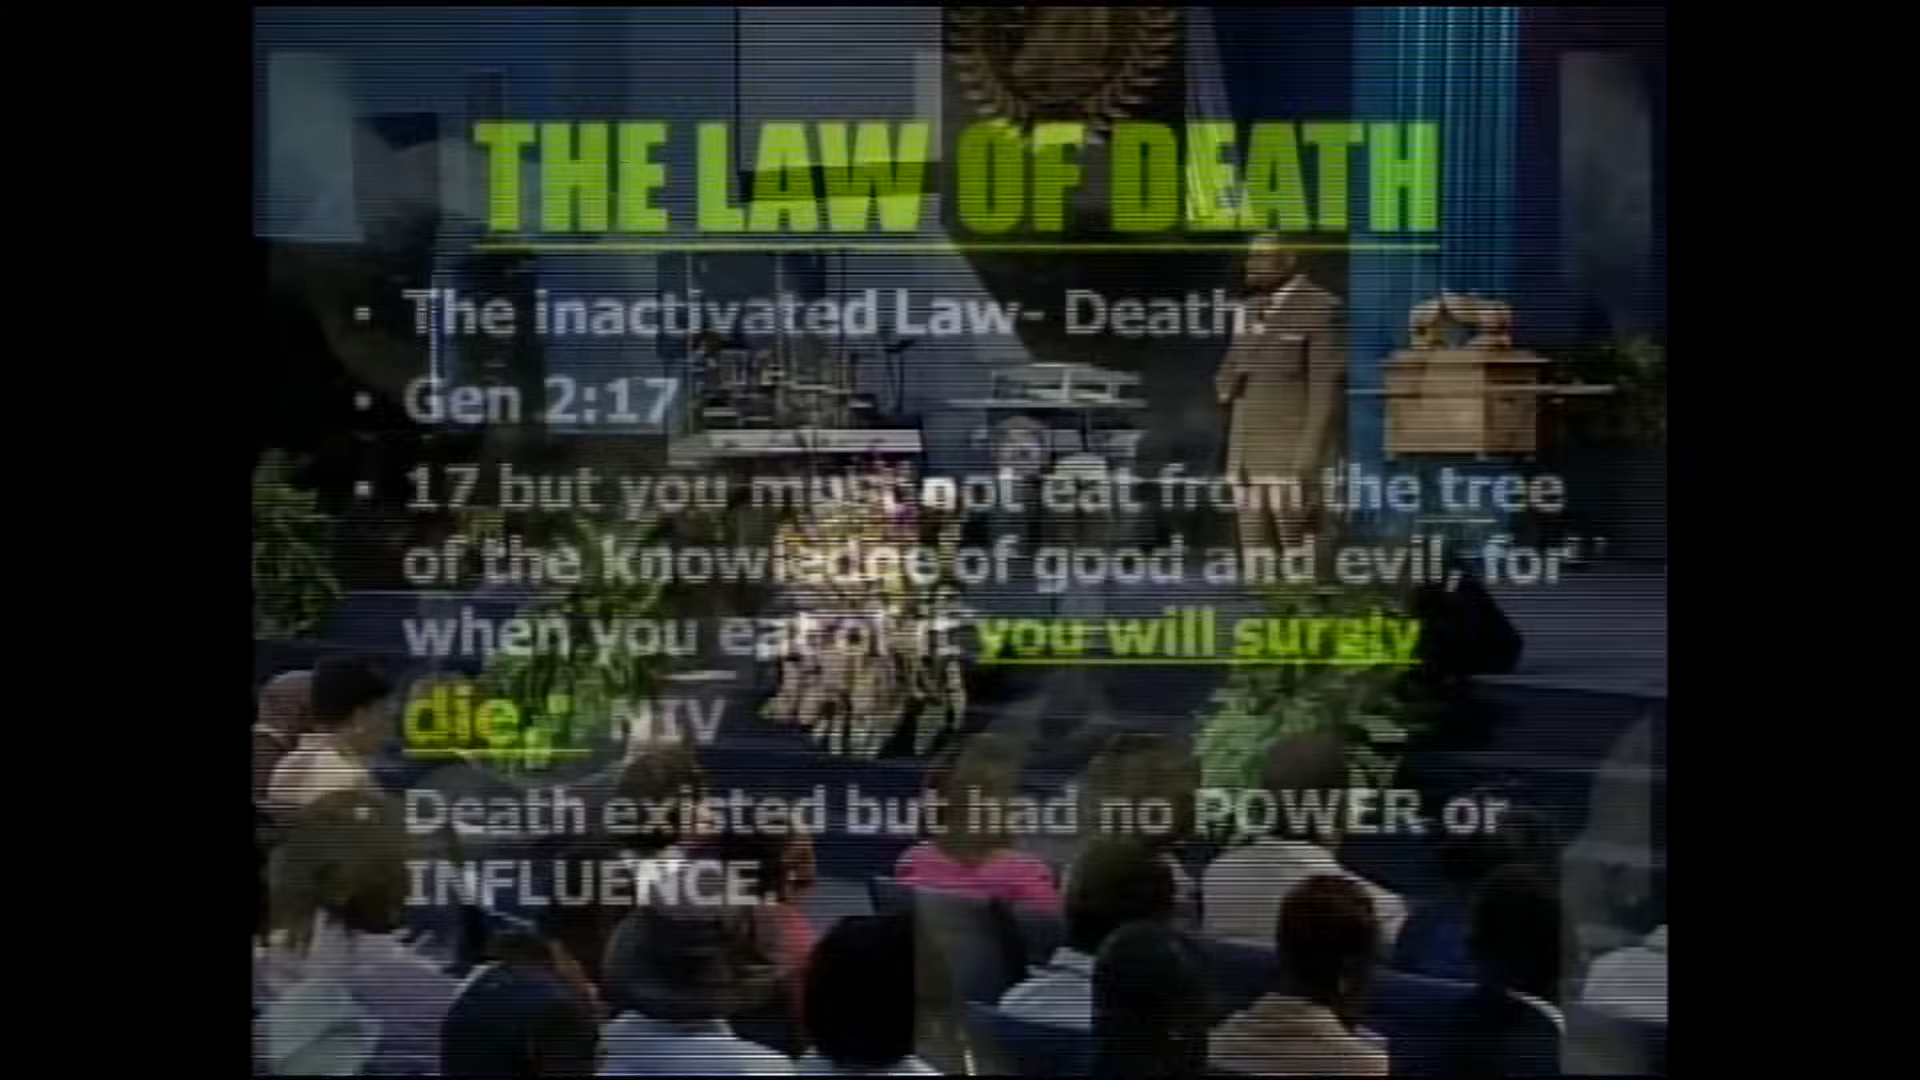 THE LAW OF DEATH
• The inactivated Law- Death.
• Gen 2:17
• 17 but you must not eat from the tree
of the knowledge of good and evil, for
when you eat of it you will surely
die." NIV
• Death existed but had no POWER or
INFLUENCE.